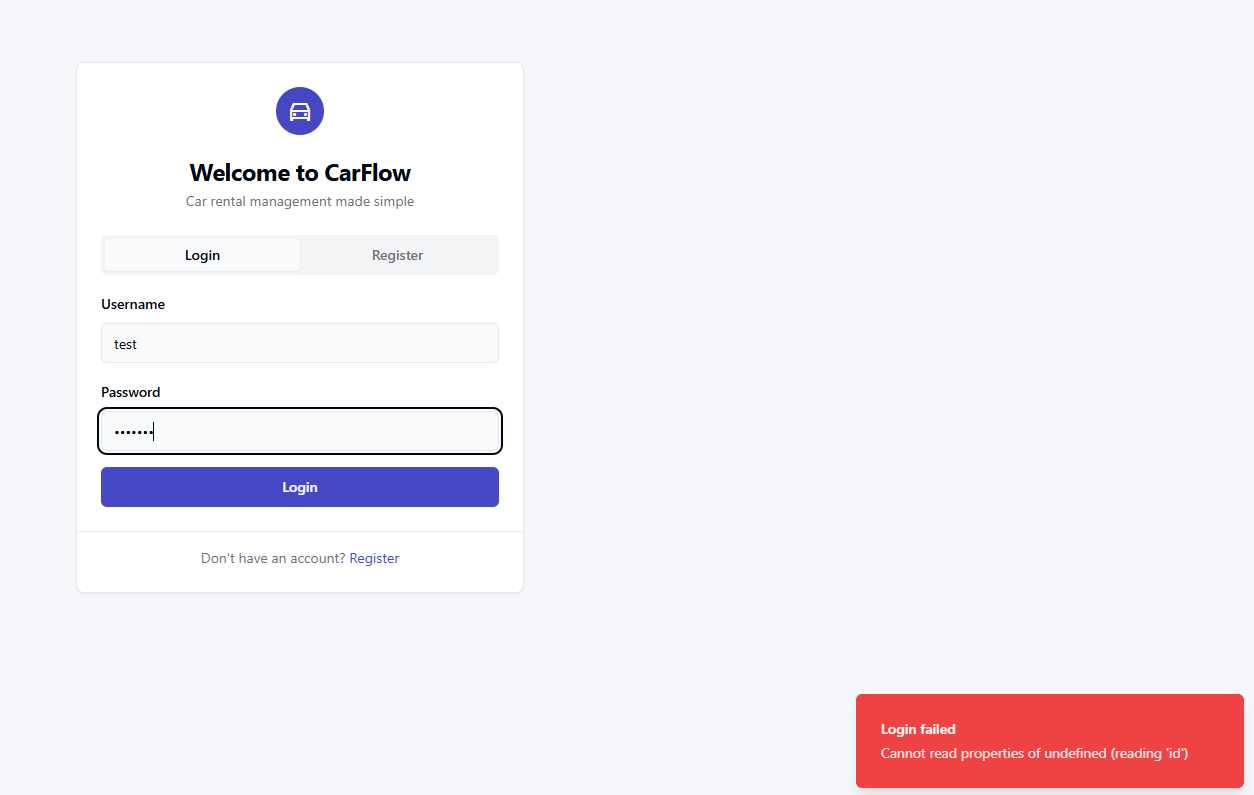 Welcome to CarFlow
Car rental management made simple
Login
Register
Username
test
Password
•••••••
Login
Don't have an account? Register
Login failed
Cannot read properties of undefined (reading 'id')